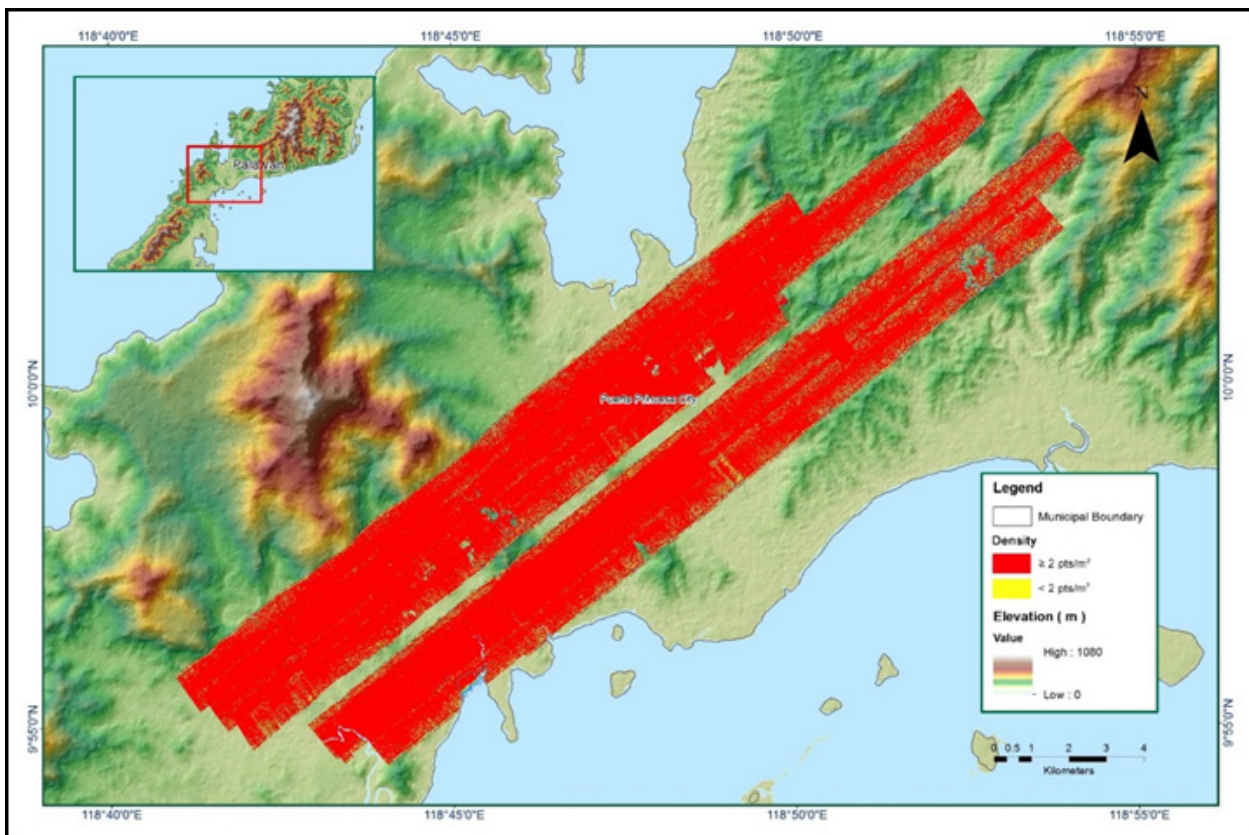 118°40'0"E
118°45'0"E
118°50'0"E
118°55'0"E
N
Palawan
10°0'0"N
10°0'0"N
Puerto Princesa City
Legend
Municipal Boundary
Density
≥ 2 pts/m²
< 2 pts/m²
Elevation ( m )
Value
High : 1080
Low : 0
9°55'0"N
9°55'0"N
0 0.5 1 2 3 4
Kilometers
118°40'0"E
118°45'0"E
118°50'0"E
118°55'0"E